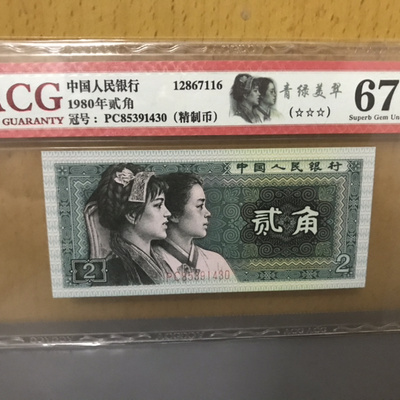 ACG
GUARANTY
中国人民银行 12867116
1980年贰角
冠号： PC85391430 （精制币）
青绿美翠
（☆☆☆）
67
Superb Gem Un
中国人民银行
贰角
PC85391430
2 2